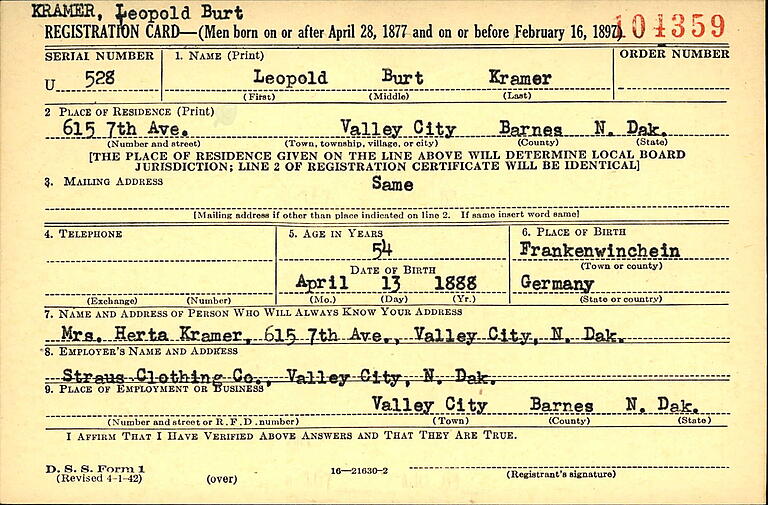 KRAMER, Leopold Burt
REGISTRATION CARD—(Men born on or after April 28, 1877 and on or before February 16, 1897) 104359
SERIAL NUMBER 1. NAME (Print) ORDER NUMBER
U 528 Leopold Burt Kramer
(First) (Middle) (Last)
2 PLACE OF RESIDENCE (Print)
615 7th Ave. Valley City Barnes N. Dak.
(Number and street) (Town, township, village, or city) (County) (State)
[THE PLACE OF RESIDENCE GIVEN ON THE LINE ABOVE WILL DETERMINE LOCAL BOARD
JURISDICTION; LINE 2 OF REGISTRATION CERTIFICATE WILL BE IDENTICAL]
3. MAILING ADDRESS
Same
[Mailing address if other than place indicated on line 2. If same insert word same]
4. TELEPHONE 5. AGE IN YEARS 6. PLACE OF BIRTH
54 Frankenwinchein
DATE OF BIRTH (Town or county)
April 13 1888 Germany
(Exchange) (Number) (Mo.) (Day) (Yr.) (State or country)
7. NAME AND ADDRESS OF PERSON WHO WILL ALWAYS KNOW YOUR ADDRESS
Mrs. Herta Kramer, 615 7th Ave., Valley City, N. Dak.
8. EMPLOYER'S NAME AND ADDRESS
Straus Clothing Co., Valley City, N. Dak.
9. PLACE OF EMPLOYMENT OR BUSINESS
Valley City Barnes N. Dak.
(Number and street or R. F. D. number) (Town) (County) (State)
I AFFIRM THAT I HAVE VERIFIED ABOVE ANSWERS AND THAT THEY ARE TRUE.
D. S. S. Form 1
(Revised 4-1-42) (over) 16—21630-2 (Registrant's signature)